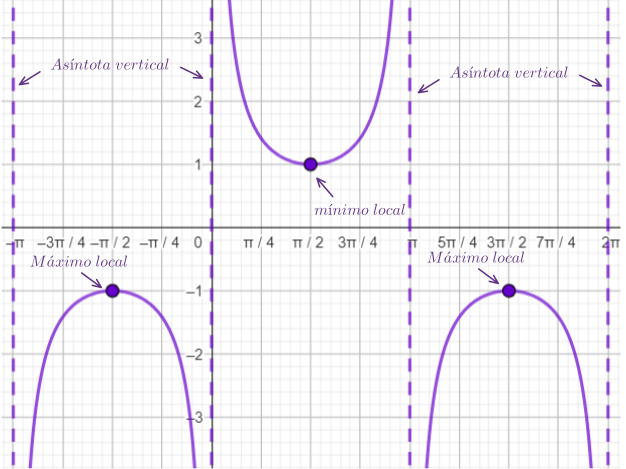 3
Asíntota vertical
Asíntota vertical
2
1
mínimo local
−π −3π / 4 −π / 2 −π / 4 0 π / 4 π / 2 3π / 4 π 5π / 4 3π / 2 7π / 4 2π
Máximo local
Máximo local
−1
−2
−3